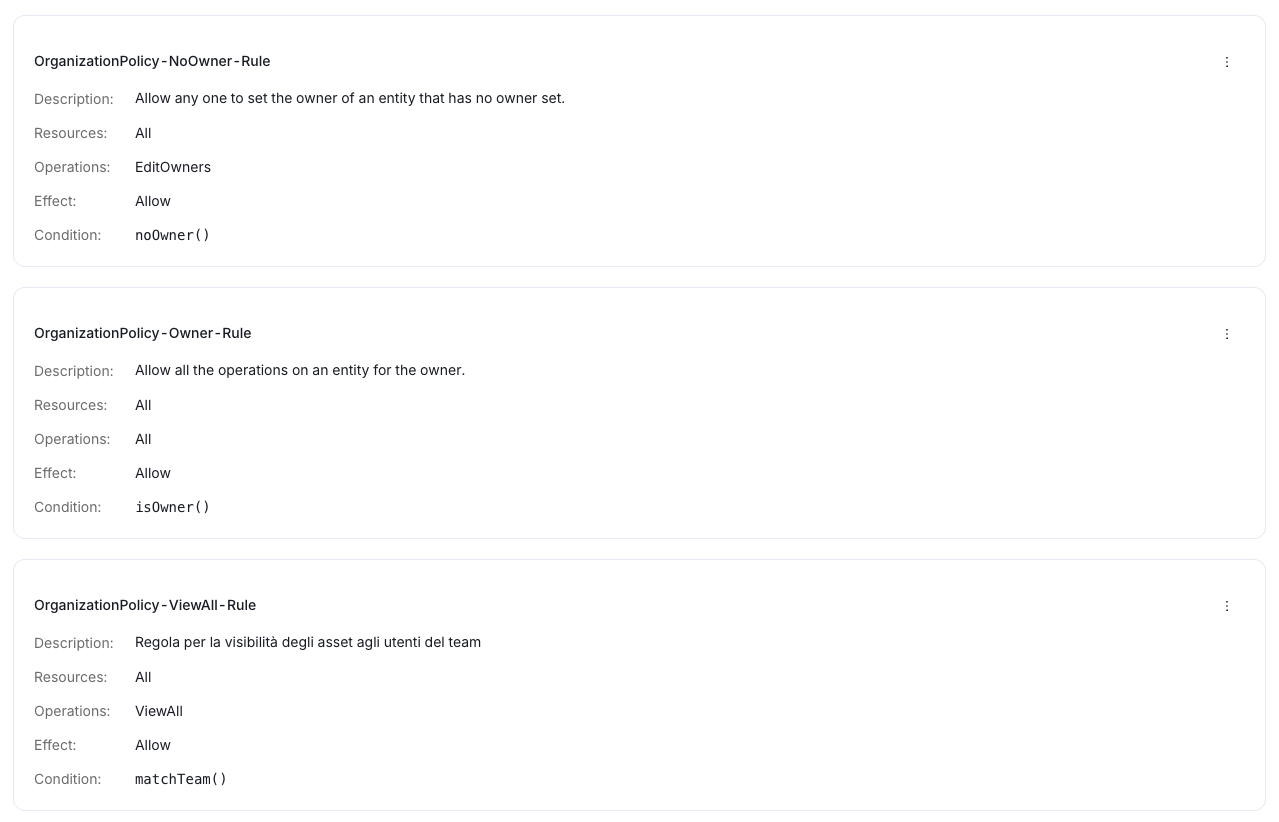 OrganizationPolicy-NoOwner-Rule
Description: Allow any one to set the owner of an entity that has no owner set.
Resources: All
Operations: EditOwners
Effect: Allow
Condition: noOwner()
OrganizationPolicy-Owner-Rule
Description: Allow all the operations on an entity for the owner.
Resources: All
Operations: All
Effect: Allow
Condition: isOwner()
OrganizationPolicy-ViewAll-Rule
Description: Regola per la visibilità degli asset agli utenti del team
Resources: All
Operations: ViewAll
Effect: Allow
Condition: matchTeam()